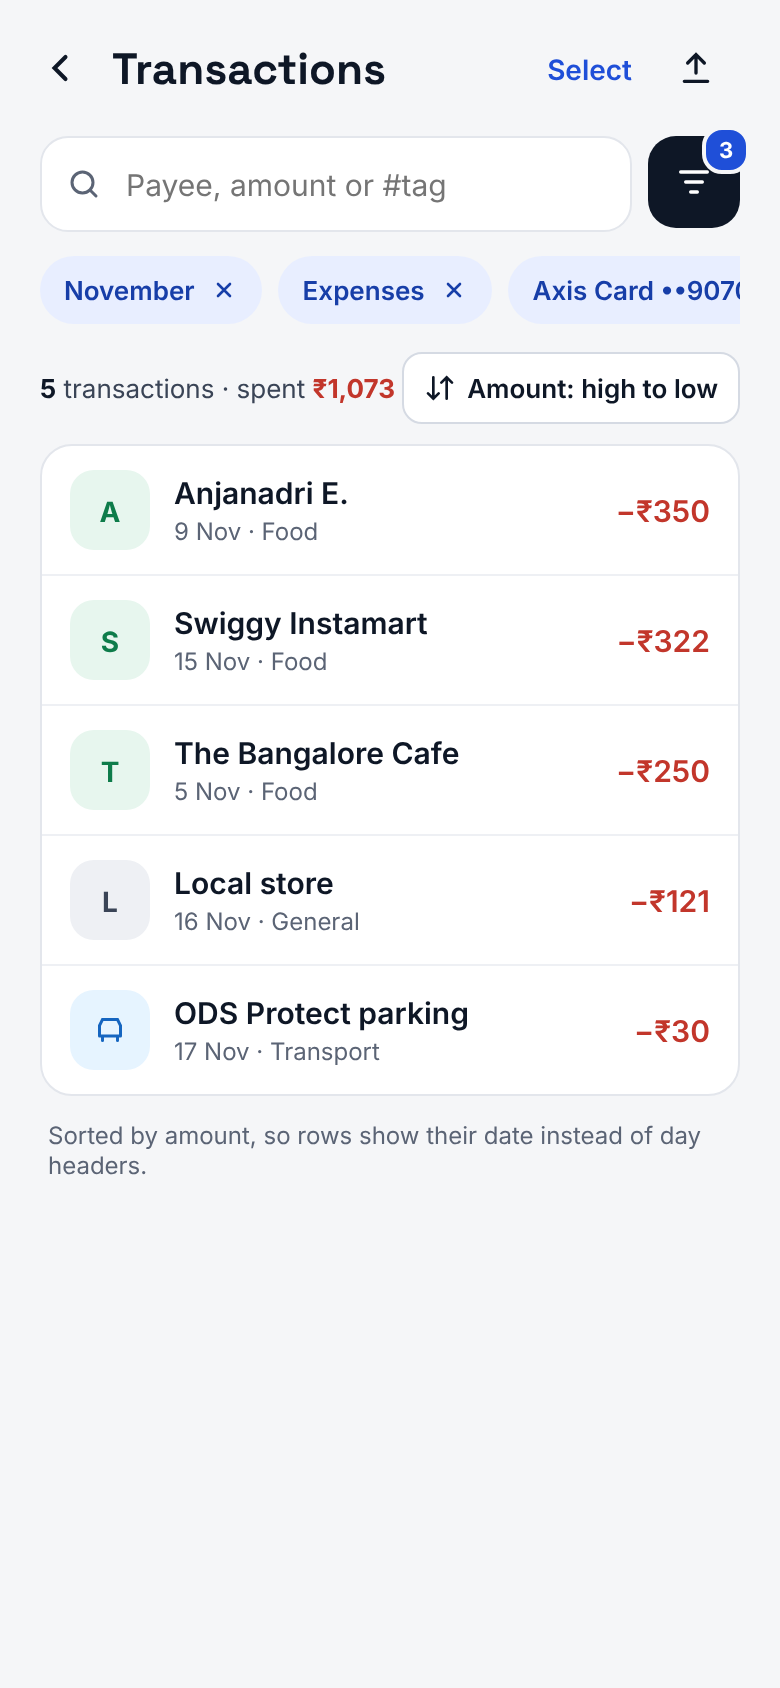 Transactions
Select
Payee, amount or #tag
3
November ✕
Expenses ✕
Axis Card ••9070
5 transactions · spent ₹1,073
Amount: high to low
A
Anjanadri E.
9 Nov · Food
−₹350
S
Swiggy Instamart
15 Nov · Food
−₹322
T
The Bangalore Cafe
5 Nov · Food
−₹250
L
Local store
16 Nov · General
−₹121
ODS Protect parking
17 Nov · Transport
−₹30
Sorted by amount, so rows show their date instead of day
headers.